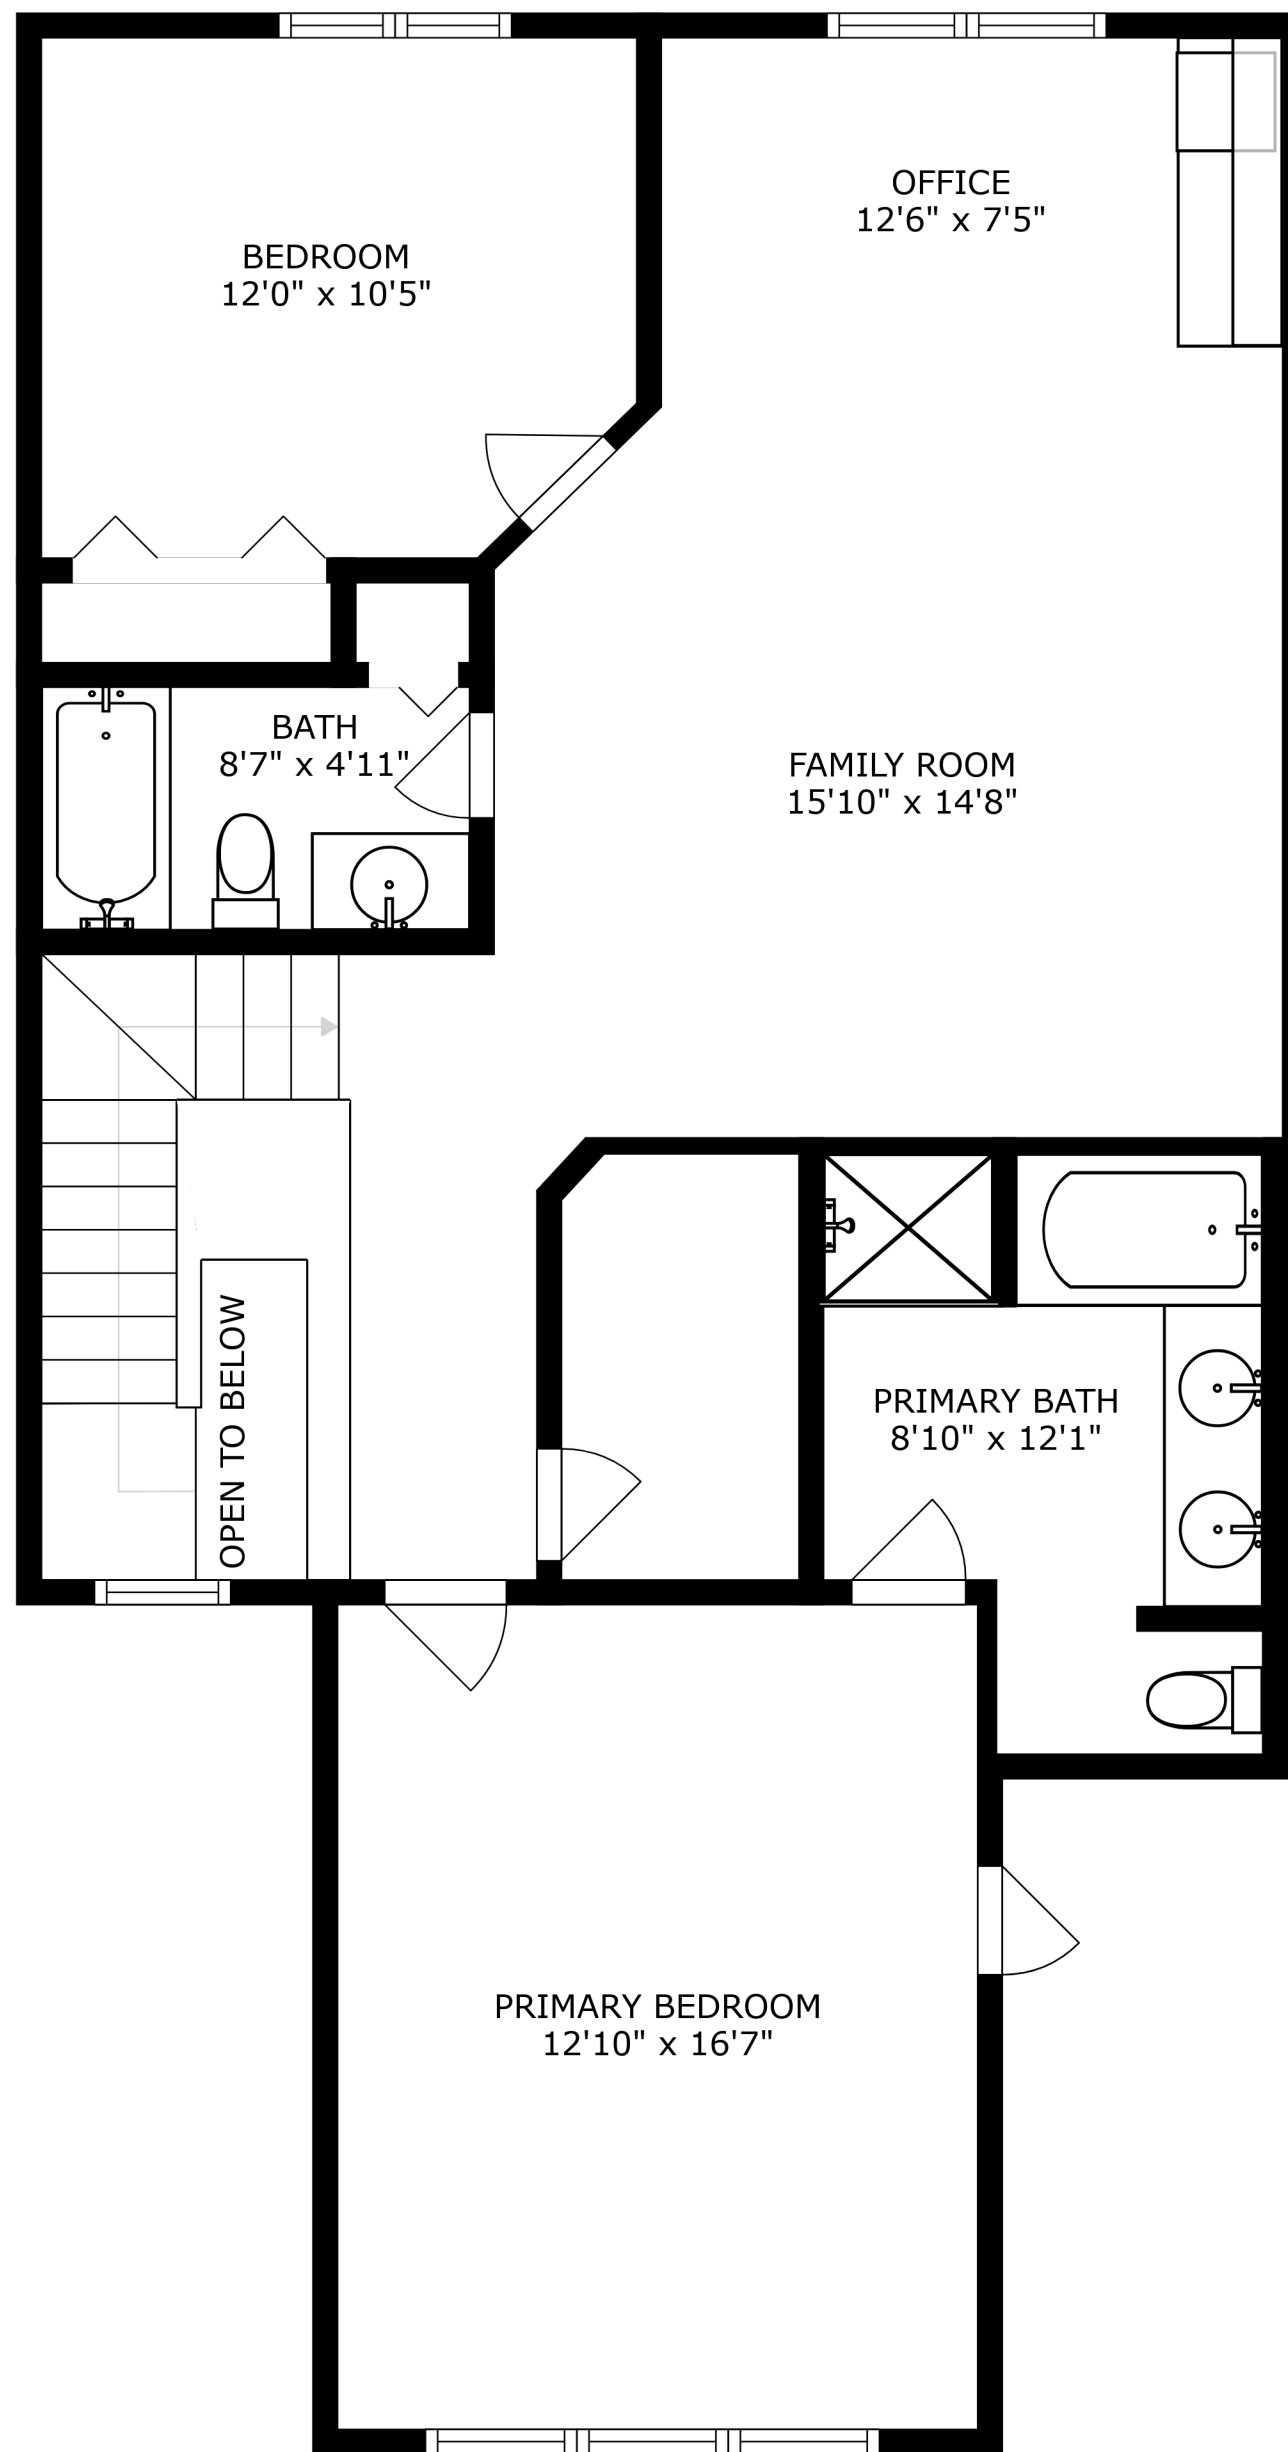 OFFICE
12'6" x 7'5"
BEDROOM
12'0" x 10'5"
BATH
8'7" x 4'11"
FAMILY ROOM
15'10" x 14'8"
OPEN TO BELOW
PRIMARY BATH
8'10" x 12'1"
PRIMARY BEDROOM
12'10" x 16'7"